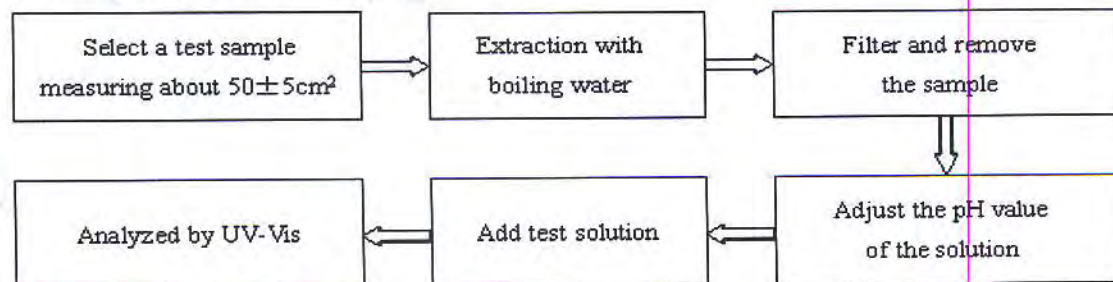 Select a test sample
measuring about 50±5cm²
Extraction with
boiling water
Filter and remove
the sample
Adjust the pH value
of the solution
Add test solution
Analyzed by UV-Vis